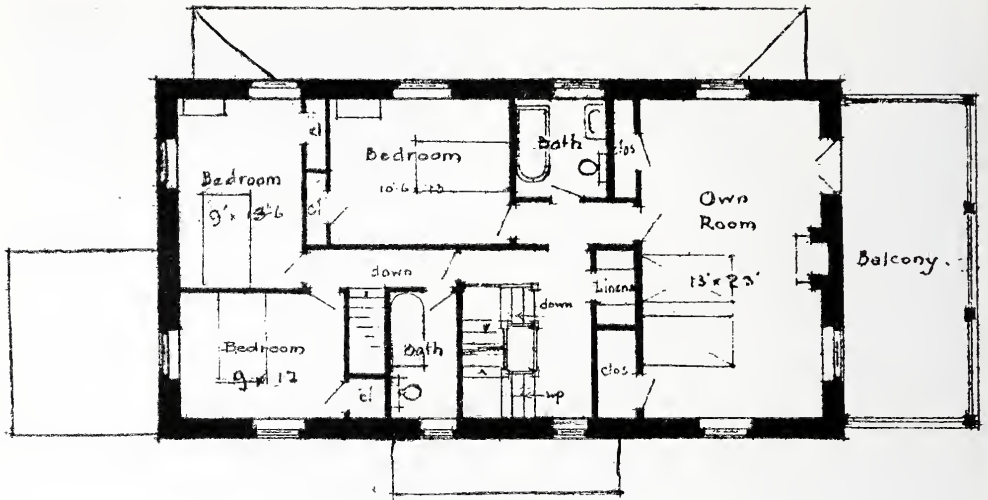 Bedroom
9' x 13'6
cl
cl
Bedroom
10'6 x 13
Bath
clos
Own
Room
13' x 23'
Balcony.
down
Linen
down
Bedroom
9 x 12
cl
Bath
up
clos